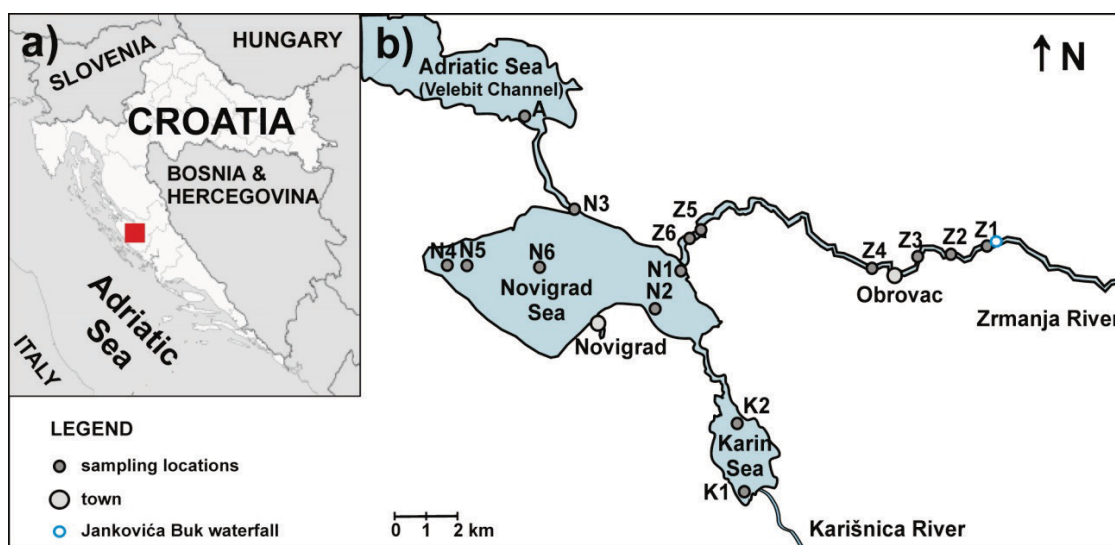 a)
SLOVENIA
HUNGARY
CROATIA
BOSNIA &
HERCEGOVINA
Adriatic
Sea
ITALY
LEGEND
sampling locations
town
Jankovića Buk waterfall
b)
N
Adriatic Sea
(Velebit Channel)
A
N3
Z5
Z6
N4
N5
N6
N1
N2
Novigrad
Sea
Novigrad
Z4
Z3
Z2
Z1
Obrovac
Zrmanja River
K2
Karin
Sea
K1
Karišnica River
0 1 2 km